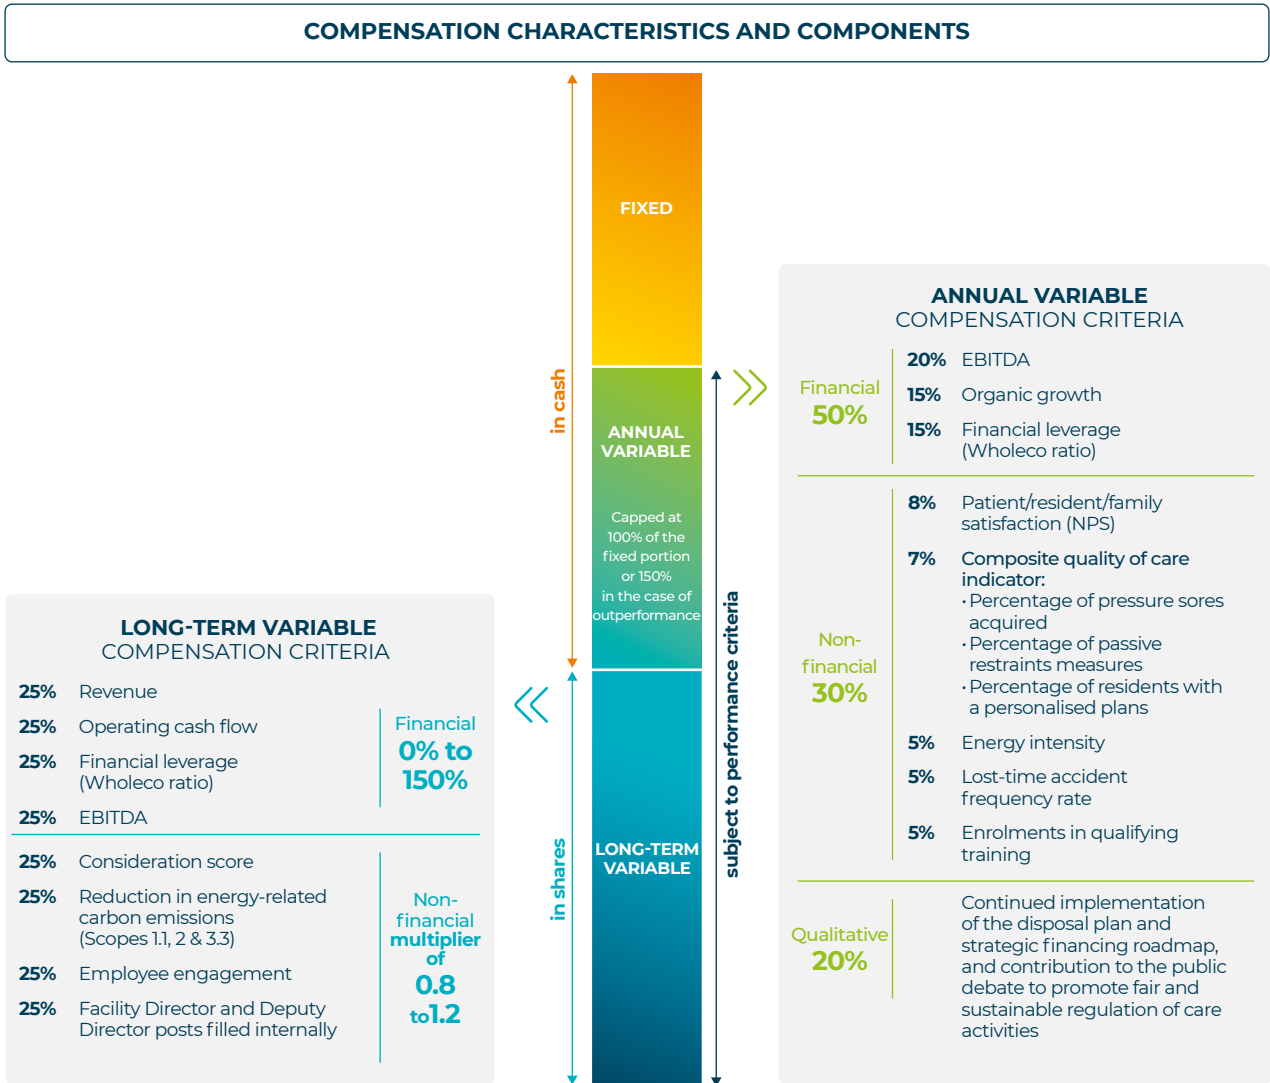 COMPENSATION CHARACTERISTICS AND COMPONENTS
in cash
FIXED
ANNUAL
VARIABLE
Capped at
100% of the
fixed portion
or 150%
in the case of
outperformance
LONG-TERM
VARIABLE
in shares
subject to performance criteria
ANNUAL VARIABLE
COMPENSATION CRITERIA
Financial
50%
20% EBITDA
15% Organic growth
15% Financial leverage
(Wholeco ratio)
Non-
financial
30%
8% Patient/resident/family
satisfaction (NPS)
7% Composite quality of care
indicator:
· Percentage of pressure sores
acquired
· Percentage of passive
restraints measures
· Percentage of residents with
a personalised plans
5% Energy intensity
5% Lost-time accident
frequency rate
5% Enrolments in qualifying
training
Qualitative
20%
Continued implementation
of the disposal plan and
strategic financing roadmap,
and contribution to the public
debate to promote fair and
sustainable regulation of care
activities
LONG-TERM VARIABLE
COMPENSATION CRITERIA
25% Revenue
25% Operating cash flow
25% Financial leverage
(Wholeco ratio)
25% EBITDA
Financial
0% to
150%
25% Consideration score
25% Reduction in energy-related
carbon emissions
(Scopes 1.1, 2 & 3.3)
25% Employee engagement
25% Facility Director and Deputy
Director posts filled internally
Non-
financial
multiplier
of
0.8
to1.2